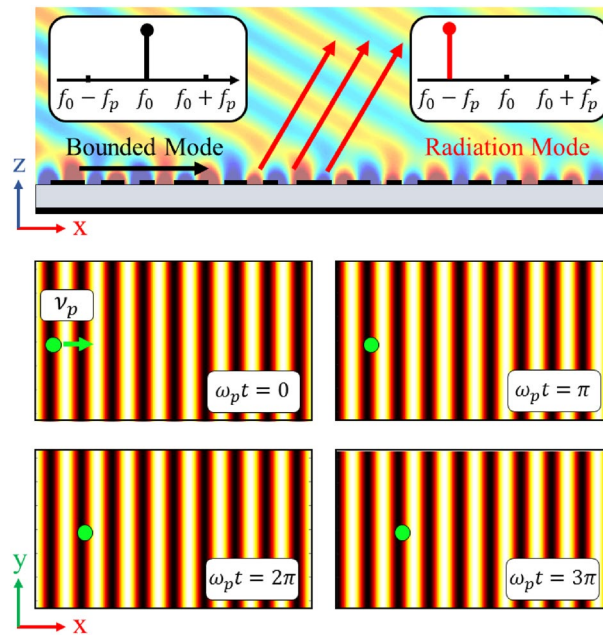 f₀ − fₚ f₀ f₀ + fₚ
f₀ − fₚ f₀ f₀ + fₚ
Bounded Mode
Radiation Mode
z
x
νₚ
ωₚt = 0
ωₚt = π
ωₚt = 2π
ωₚt = 3π
y
x